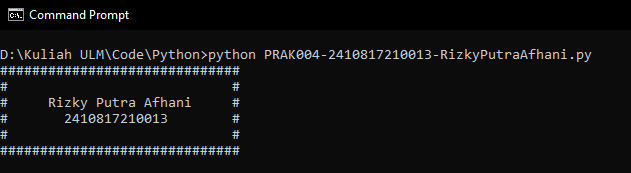 Command Prompt
D:\Kuliah ULM\Code\Python>python PRAK004-2410817210013-RizkyPutraAfhani.py
##############################
#                            #
#     Rizky Putra Afhani     #
#       2410817210013        #
#                            #
##############################